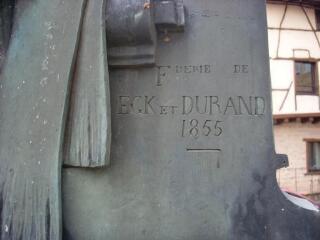 FDERIE DE
ECK ET DURAND
1855